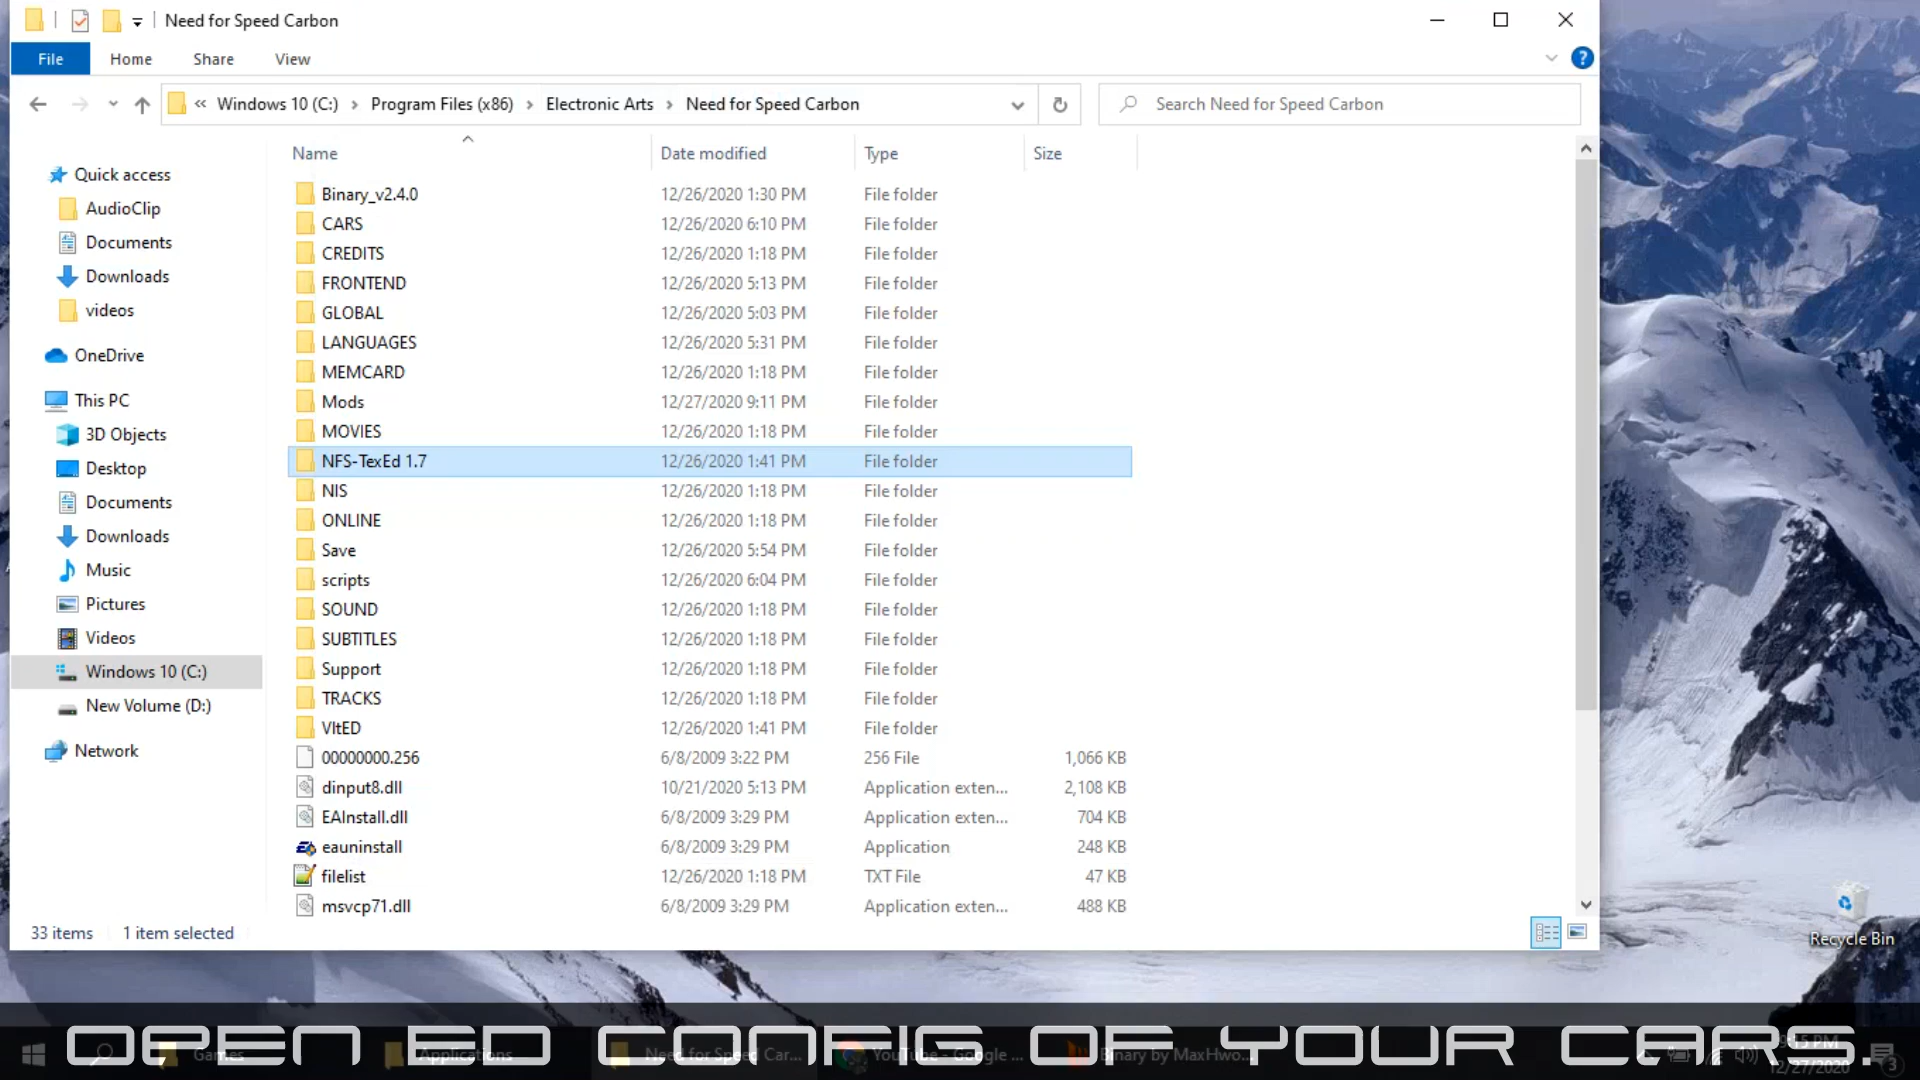 Need for Speed Carbon
File Home Share View
« Windows 10 (C:) › Program Files (x86) › Electronic Arts › Need for Speed Carbon
Search Need for Speed Carbon
Quick access
AudioClip
Documents
Downloads
videos
OneDrive
This PC
3D Objects
Desktop
Documents
Downloads
Music
Pictures
Videos
Windows 10 (C:)
New Volume (D:)
Network
Name Date modified Type Size
Binary_v2.4.0 12/26/2020 1:30 PM File folder
CARS 12/26/2020 6:10 PM File folder
CREDITS 12/26/2020 1:18 PM File folder
FRONTEND 12/26/2020 5:13 PM File folder
GLOBAL 12/26/2020 5:03 PM File folder
LANGUAGES 12/26/2020 5:31 PM File folder
MEMCARD 12/26/2020 1:18 PM File folder
Mods 12/27/2020 9:11 PM File folder
MOVIES 12/26/2020 1:18 PM File folder
NFS-TexEd 1.7 12/26/2020 1:41 PM File folder
NIS 12/26/2020 1:18 PM File folder
ONLINE 12/26/2020 1:18 PM File folder
Save 12/26/2020 5:54 PM File folder
scripts 12/26/2020 6:04 PM File folder
SOUND 12/26/2020 1:18 PM File folder
SUBTITLES 12/26/2020 1:18 PM File folder
Support 12/26/2020 1:18 PM File folder
TRACKS 12/26/2020 1:18 PM File folder
VltED 12/26/2020 1:41 PM File folder
00000000.256 6/8/2009 3:22 PM 256 File 1,066 KB
dinput8.dll 10/21/2020 5:13 PM Application exten... 2,108 KB
EAInstall.dll 6/8/2009 3:29 PM Application exten... 704 KB
eauninstall 6/8/2009 3:29 PM Application 248 KB
filelist 12/26/2020 1:18 PM TXT File 47 KB
msvcp71.dll 6/8/2009 3:29 PM Application exten... 488 KB
33 items 1 item selected
Recycle Bin
OPEN ED CONFIG OF YOUR CARS.
Games Applications Need for Speed Car... YouTube - Google ... Binary by MaxHwo...
12/27/2020
3